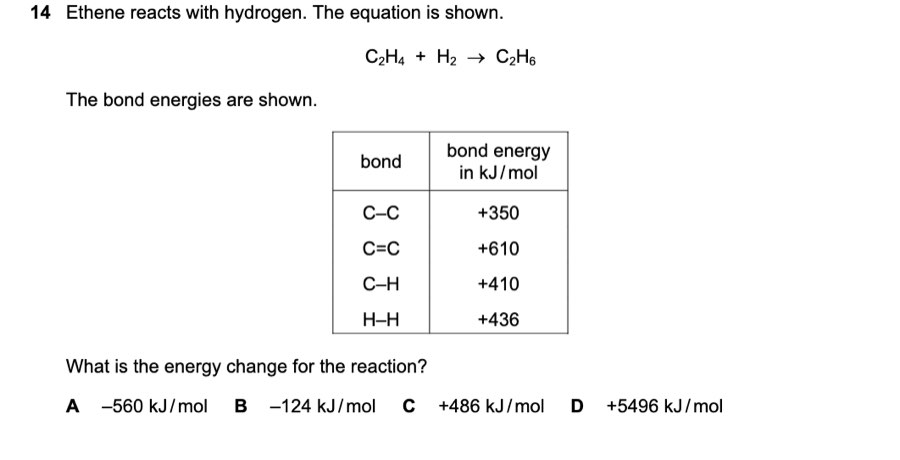 14 Ethene reacts with hydrogen. The equation is shown.
C₂H₄ + H₂ → C₂H₆
The bond energies are shown.
bond bond energy in kJ/mol
C–C +350
C=C +610
C–H +410
H–H +436
What is the energy change for the reaction?
A –560 kJ/mol B –124 kJ/mol C +486 kJ/mol D +5496 kJ/mol